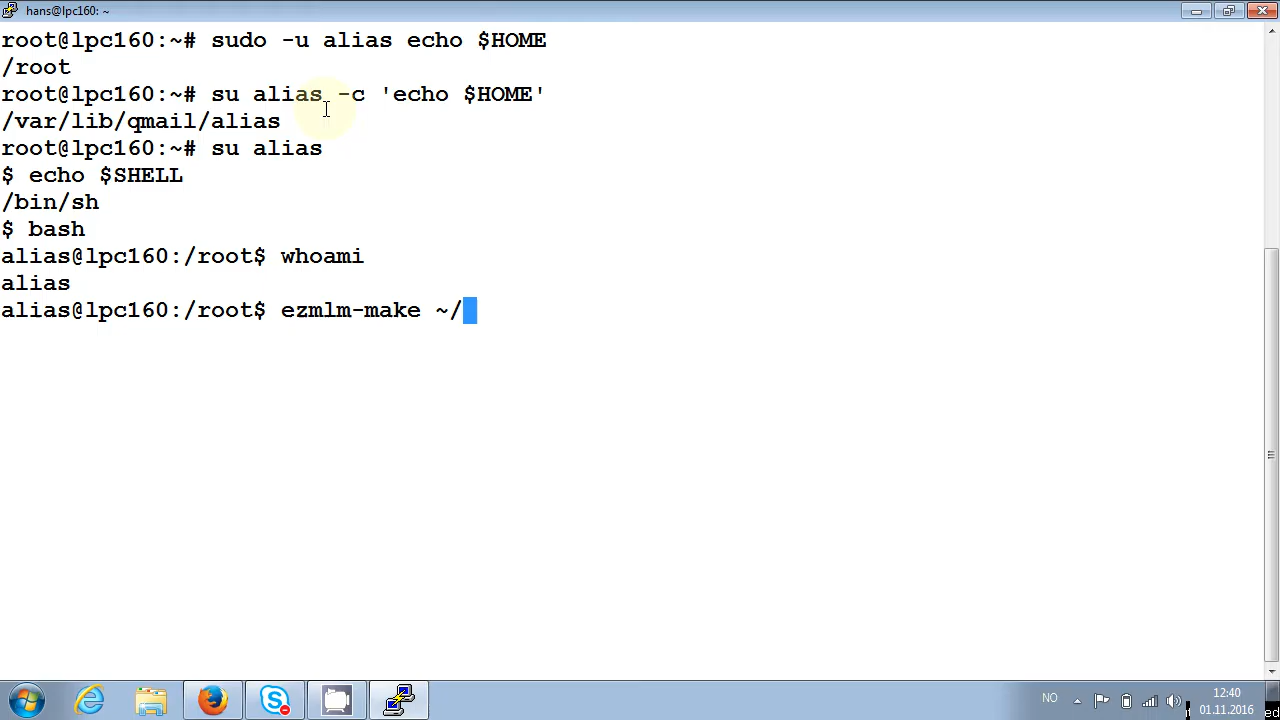 hans@lpc160: ~
root@lpc160:~# sudo -u alias echo $HOME
/root
root@lpc160:~# su alias -c 'echo $HOME'
/var/lib/qmail/alias
root@lpc160:~# su alias
$ echo $SHELL
/bin/sh
$ bash
alias@lpc160:/root$ whoami
alias
alias@lpc160:/root$ ezmlm-make ~/
NO
12:40
01.11.2016